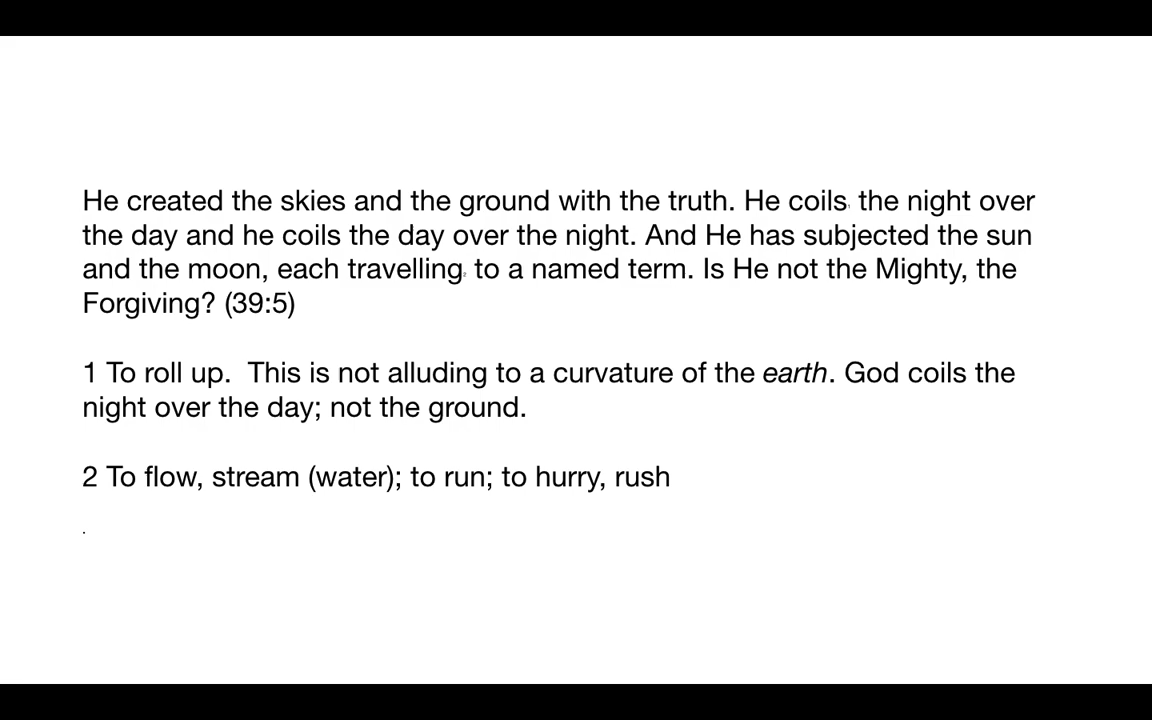 He created the skies and the ground with the truth. He coils₁ the night over
the day and he coils the day over the night. And He has subjected the sun
and the moon, each travelling₂ to a named term. Is He not the Mighty, the
Forgiving? (39:5)
1 To roll up.  This is not alluding to a curvature of the earth. God coils the
night over the day; not the ground.
2 To flow, stream (water); to run; to hurry, rush
.